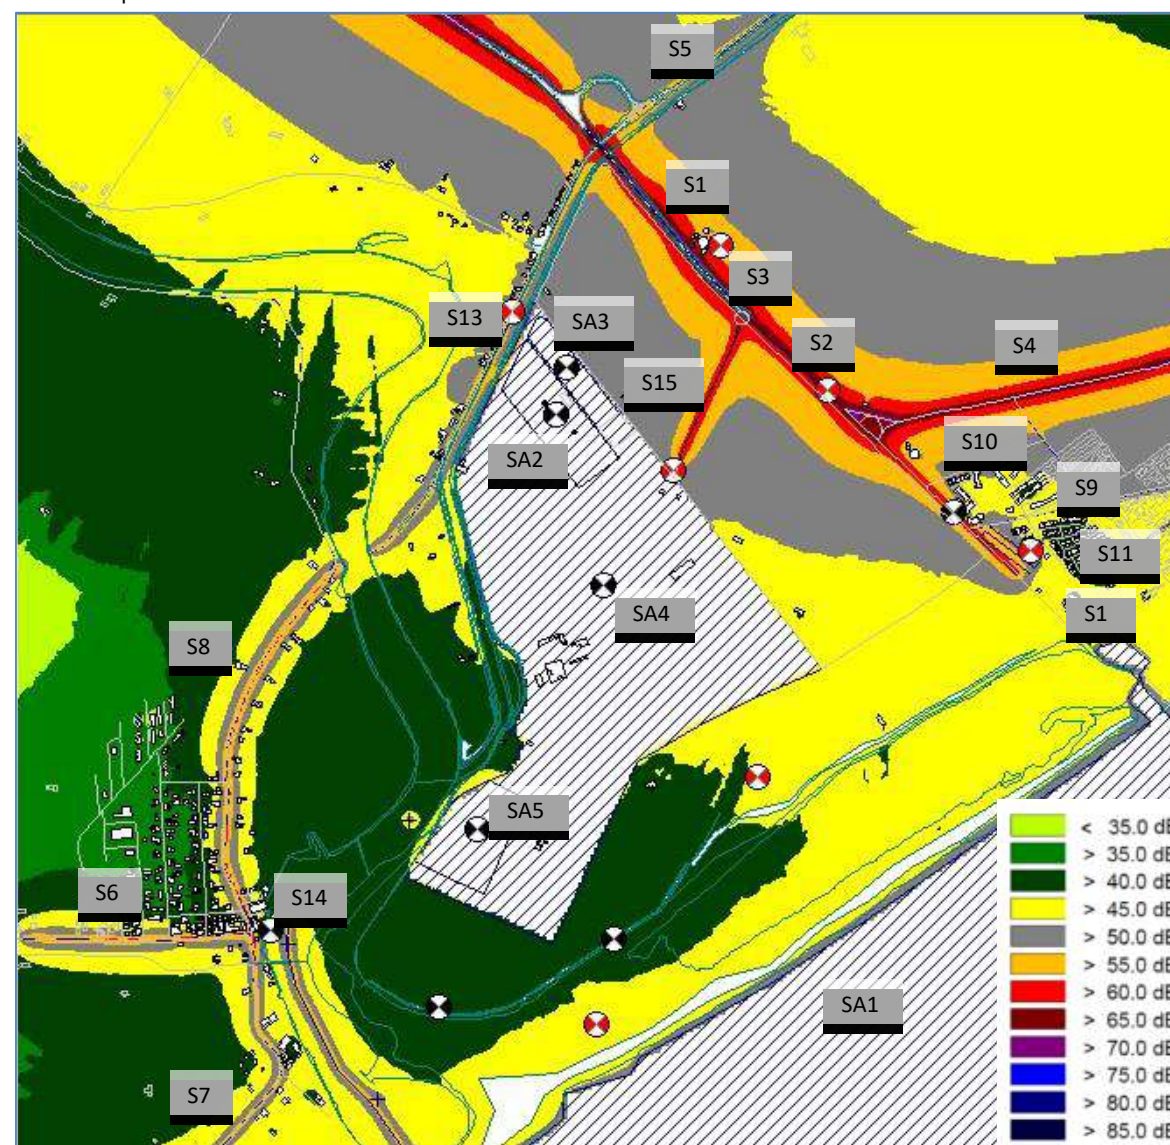 S5
S1
S3
S13
SA3
S2
S4
S15
S10
SA2
S9
S11
SA4
S1
S8
SA5
S6
S14
SA1
S7
< 35.0 dB
> 35.0 dB
> 40.0 dB
> 45.0 dB
> 50.0 dB
> 55.0 dB
> 60.0 dB
> 65.0 dB
> 70.0 dB
> 75.0 dB
> 80.0 dB
> 85.0 dB